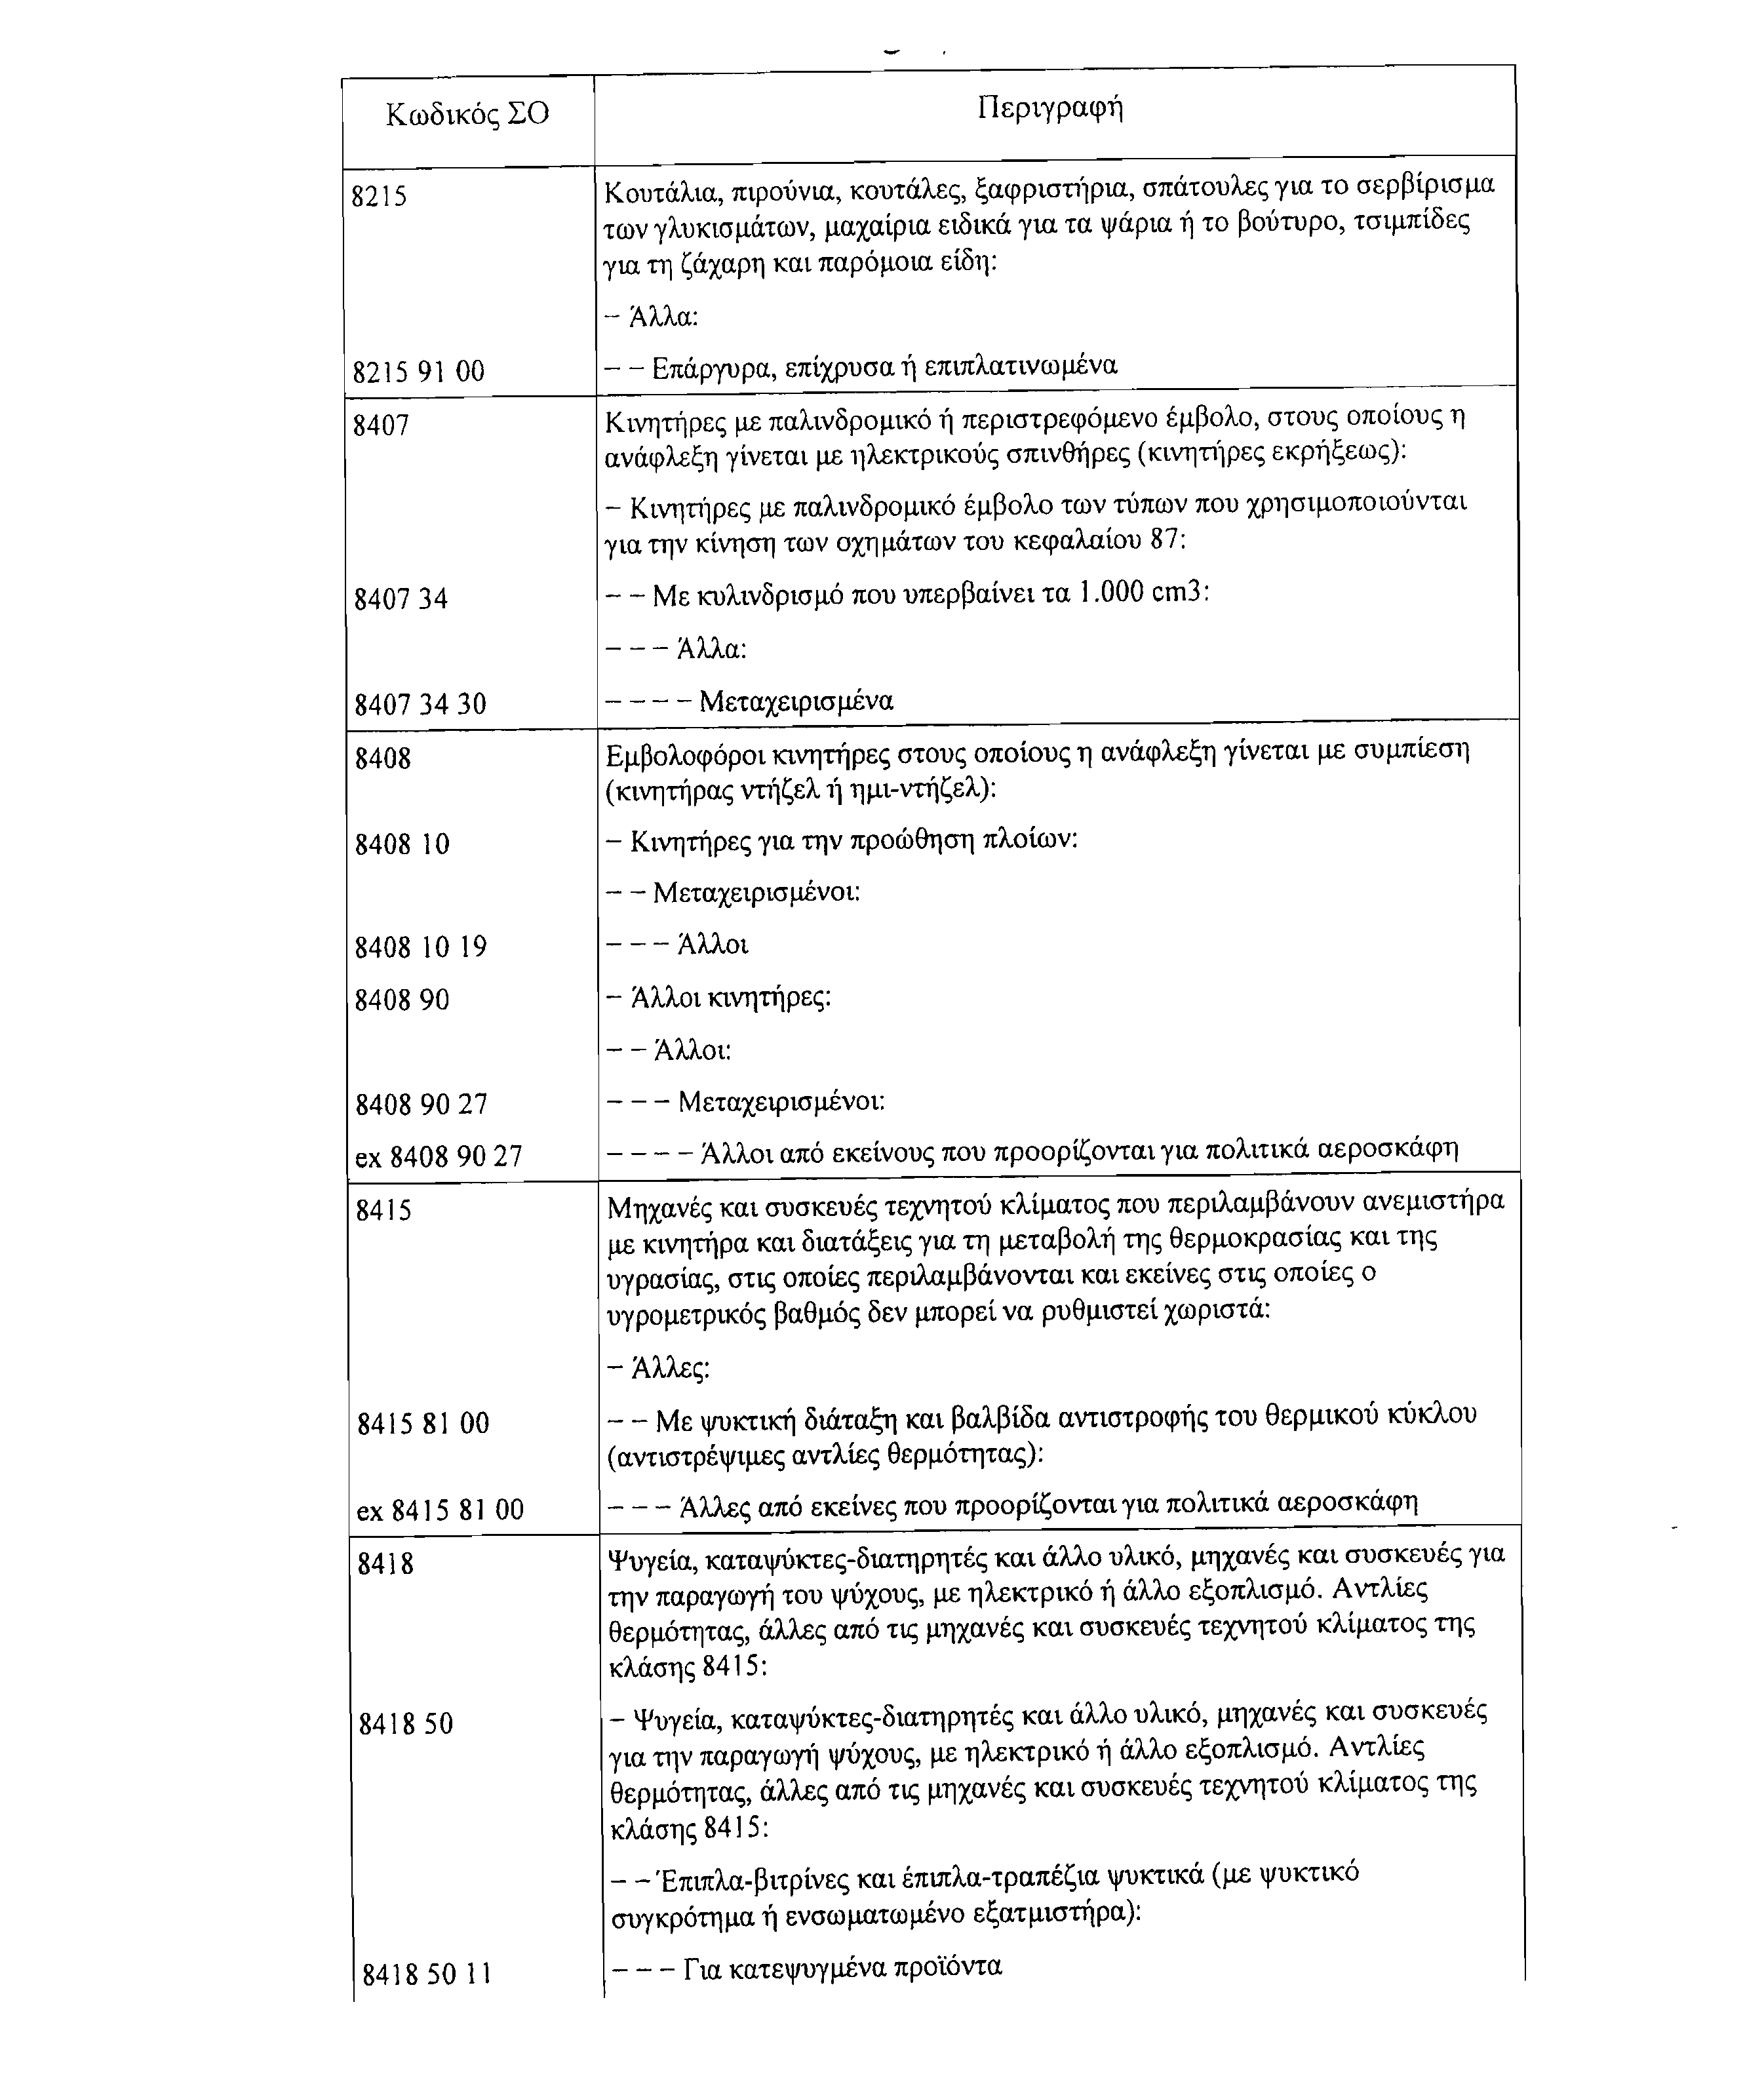 Κωδικός ΣΟ
Περιγραφή
8215
Κουτάλια, πιρούνια, κουτάλες, ξαφριστήρια, σπάτουλες για το σερβίρισμα
των γλυκισμάτων, μαχαίρια ειδικά για τα ψάρια ή το βούτυρο, τσιμπίδες
για τη ζάχαρη και παρόμοια είδη:
– Άλλα:
8215 91 00
– – Επάργυρα, επίχρυσα ή επιπλατινωμένα
8407
Κινητήρες με παλινδρομικό ή περιστρεφόμενο έμβολο, στους οποίους η
ανάφλεξη γίνεται με ηλεκτρικούς σπινθήρες (κινητήρες εκρήξεως):
– Κινητήρες με παλινδρομικό έμβολο των τύπων που χρησιμοποιούνται
για την κίνηση των οχημάτων του κεφαλαίου 87:
8407 34
– – Με κυλινδρισμό που υπερβαίνει τα 1.000 cm3:
– – – Άλλα:
8407 34 30
– – – – Μεταχειρισμένα
8408
Εμβολοφόροι κινητήρες στους οποίους η ανάφλεξη γίνεται με συμπίεση
(κινητήρας ντήζελ ή ημι-ντήζελ):
8408 10
– Κινητήρες για την προώθηση πλοίων:
– – Μεταχειρισμένοι:
8408 10 19
– – – Άλλοι
8408 90
– Άλλοι κινητήρες:
– – Άλλοι:
8408 90 27
– – – Μεταχειρισμένοι:
ex 8408 90 27
– – – – Άλλοι από εκείνους που προορίζονται για πολιτικά αεροσκάφη
8415
Μηχανές και συσκευές τεχνητού κλίματος που περιλαμβάνουν ανεμιστήρα
με κινητήρα και διατάξεις για τη μεταβολή της θερμοκρασίας και της
υγρασίας, στις οποίες περιλαμβάνονται και εκείνες στις οποίες ο
υγρομετρικός βαθμός δεν μπορεί να ρυθμιστεί χωριστά:
– Άλλες:
8415 81 00
– – Με ψυκτική διάταξη και βαλβίδα αντιστροφής του θερμικού κύκλου
(αντιστρέψιμες αντλίες θερμότητας):
ex 8415 81 00
– – – Άλλες από εκείνες που προορίζονται για πολιτικά αεροσκάφη
8418
Ψυγεία, καταψύκτες-διατηρητές και άλλο υλικό, μηχανές και συσκευές για
την παραγωγή του ψύχους, με ηλεκτρικό ή άλλο εξοπλισμό. Αντλίες
θερμότητας, άλλες από τις μηχανές και συσκευές τεχνητού κλίματος της
κλάσης 8415:
8418 50
– Ψυγεία, καταψύκτες-διατηρητές και άλλο υλικό, μηχανές και συσκευές
για την παραγωγή ψύχους, με ηλεκτρικό ή άλλο εξοπλισμό. Αντλίες
θερμότητας, άλλες από τις μηχανές και συσκευές τεχνητού κλίματος της
κλάσης 8415:
– – Έπιπλα-βιτρίνες και έπιπλα-τραπέζια ψυκτικά (με ψυκτικό
συγκρότημα ή ενσωματωμένο εξατμιστήρα):
8418 50 11
– – – Για κατεψυγμένα προϊόντα